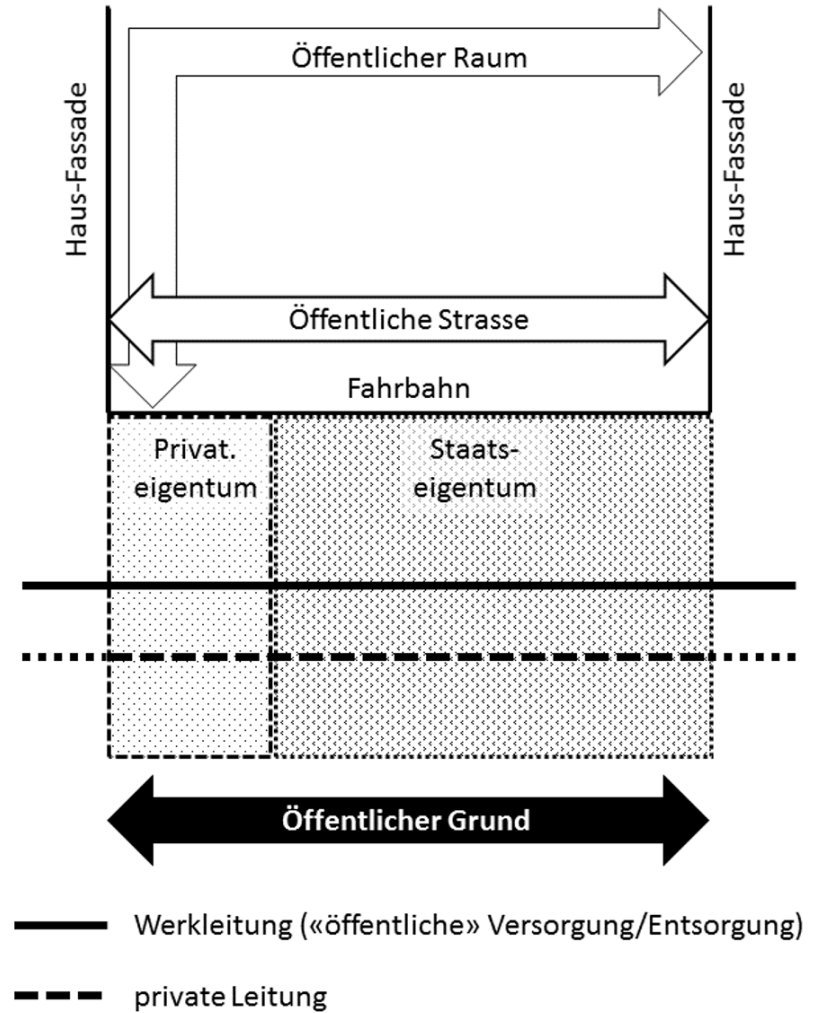 Öffentlicher Raum
Haus-Fassade
Haus-Fassade
Öffentliche Strasse
Fahrbahn
Privat.
eigentum
Staats-
eigentum
Öffentlicher Grund
Werkleitung («öffentliche» Versorgung/Entsorgung)
private Leitung